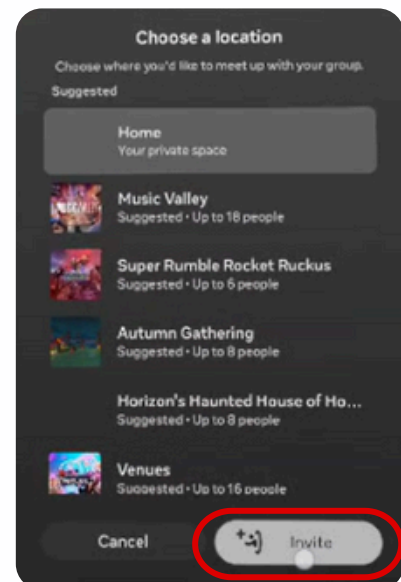 Choose a location
Choose where you'd like to meet up with your group.
Suggested
Home
Your private space
Music Valley
Suggested • Up to 18 people
Super Rumble Rocket Ruckus
Suggested • Up to 6 people
Autumn Gathering
Suggested • Up to 8 people
Horizon's Haunted House of Ho...
Suggested • Up to 8 people
Venues
Suggested • Up to 16 people
Cancel
Invite